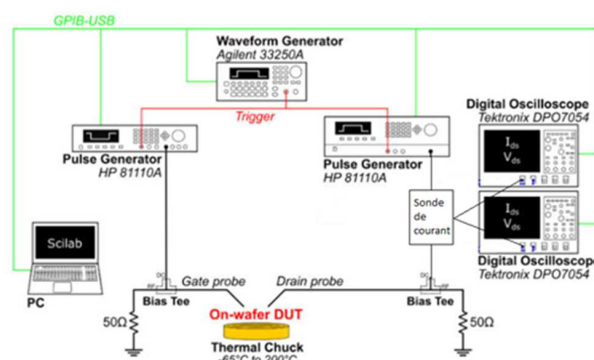 GPIB-USB
Waveform Generator
Agilent 33250A
Trigger
Pulse Generator
HP 81110A
Pulse Generator
HP 81110A
Digital Oscilloscope
Tektronix DPO7054
Ids
Vds
Ids
Vds
Digital Oscilloscope
Tektronix DPO7054
Sonde
de
courant
Scilab
PC
DC
RF
Bias Tee
Gate probe
Drain probe
DC
RF
Bias Tee
50Ω
50Ω
On-wafer DUT
Thermal Chuck
-65°C to 200°C